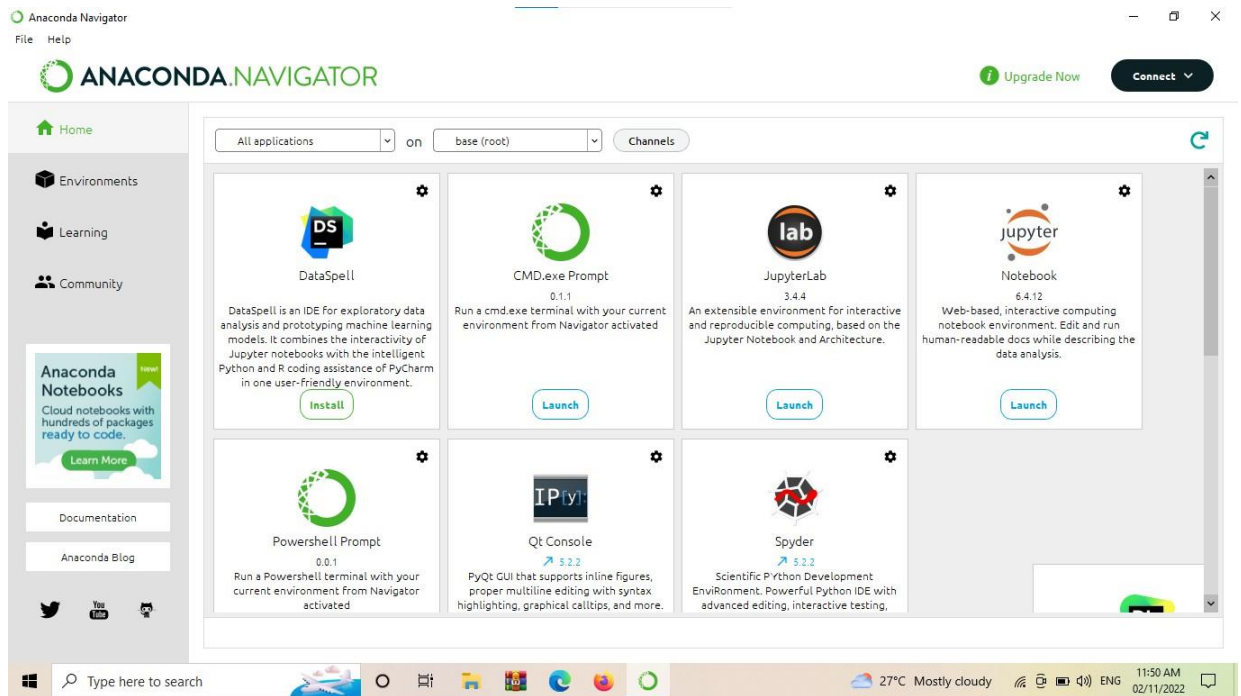 Anaconda Navigator
File Help
ANACONDA.NAVIGATOR
Upgrade Now
Connect
Home
Environments
Learning
Community
Anaconda
Notebooks
New!
Cloud notebooks with
hundreds of packages
ready to code.
Learn More
Documentation
Anaconda Blog
You
Tube
All applications
on
base (root)
Channels
DS
DataSpell
DataSpell is an IDE for exploratory data
analysis and prototyping machine learning
models. It combines the interactivity of
Jupyter notebooks with the intelligent
Python and R coding assistance of PyCharm
in one user-friendly environment.
Install
CMD.exe Prompt
0.1.1
Run a cmd.exe terminal with your current
environment from Navigator activated
Launch
lab
JupyterLab
3.4.4
An extensible environment for interactive
and reproducible computing, based on the
Jupyter Notebook and Architecture.
Launch
jupyter
Notebook
6.4.12
Web-based, interactive computing
notebook environment. Edit and run
human-readable docs while describing the
data analysis.
Launch
Powershell Prompt
0.0.1
Run a Powershell terminal with your
current environment from Navigator
activated
IP[y]:
Qt Console
5.2.2
PyQt GUI that supports inline figures,
proper multiline editing with syntax
highlighting, graphical calltips, and more.
Spyder
5.2.2
Scientific PYthon Development
EnviRonment. Powerful Python IDE with
advanced editing, interactive testing,
Type here to search
27°C Mostly cloudy
ENG
11:50 AM
02/11/2022